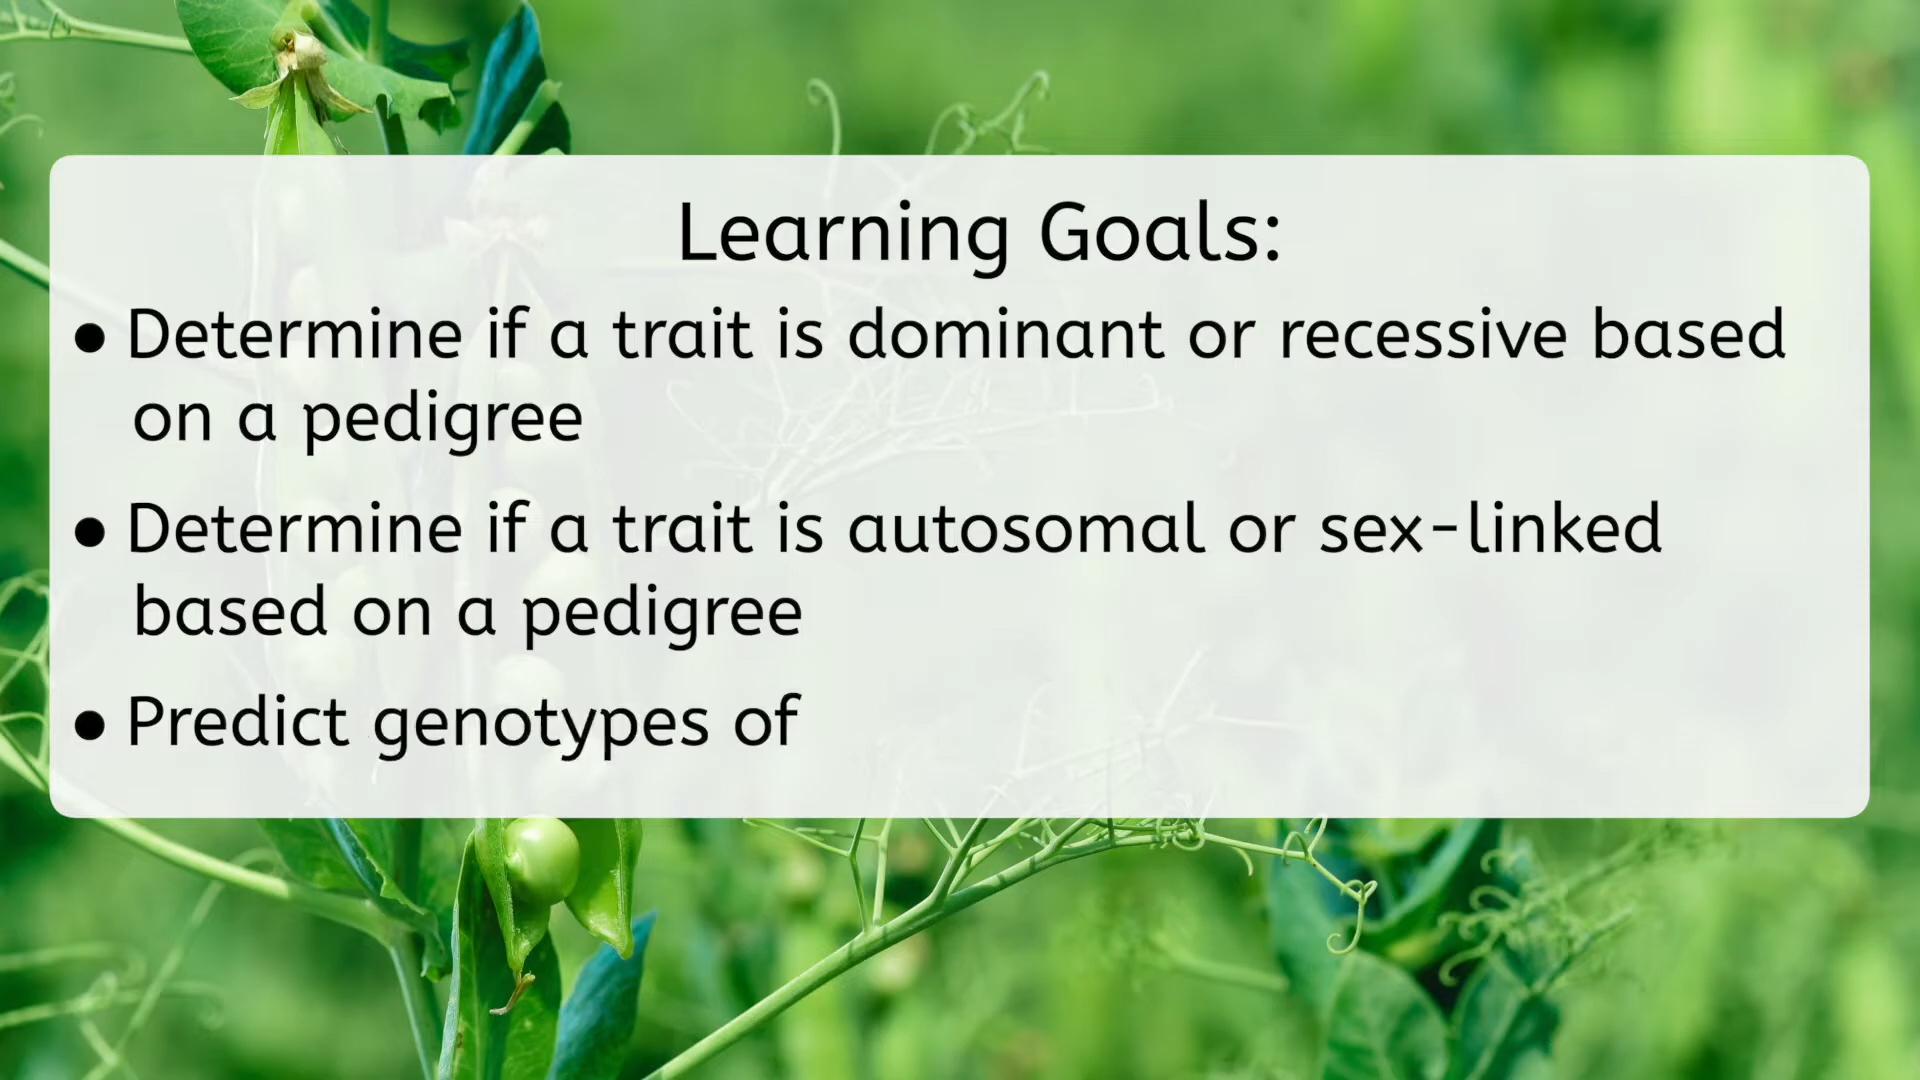 Learning Goals:
● Determine if a trait is dominant or recessive based
on a pedigree
● Determine if a trait is autosomal or sex-linked
based on a pedigree
● Predict genotypes of